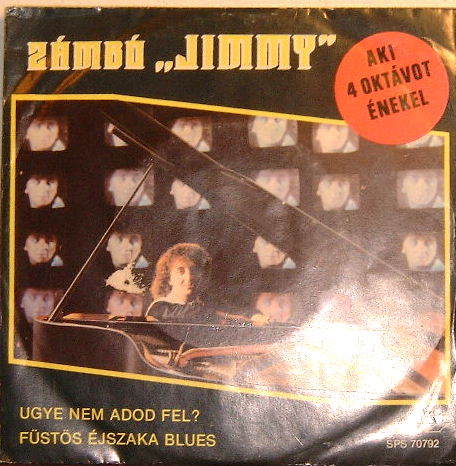 ZÁMBÓ „JIMMY”
AKI
4 OKTÁVOT
ÉNEKEL
UGYE NEM ADOD FEL?
FÜSTÖS ÉJSZAKA BLUES
SPS 70792